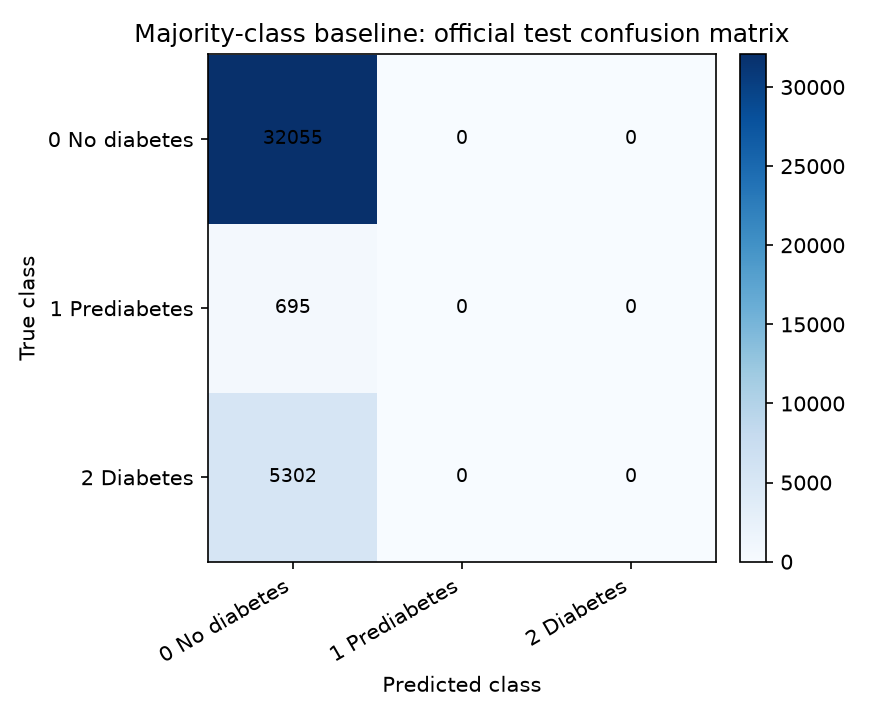 Majority-class baseline: official test confusion matrix
True class
0 No diabetes
32055
0
0
1 Prediabetes
695
0
0
2 Diabetes
5302
0
0
0 No diabetes
1 Prediabetes
2 Diabetes
Predicted class
30000
25000
20000
15000
10000
5000
0